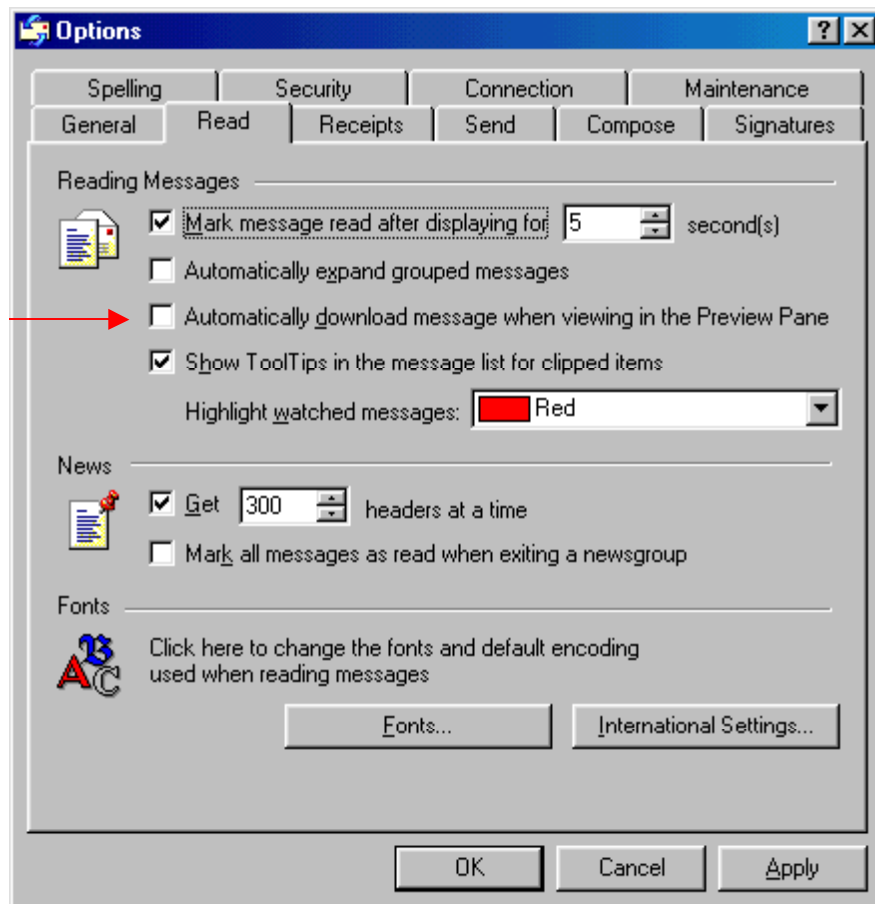 Options
Spelling Security Connection Maintenance
General Read Receipts Send Compose Signatures
Reading Messages
Mark message read after displaying for 5 second(s)
Automatically expand grouped messages
Automatically download message when viewing in the Preview Pane
Show ToolTips in the message list for clipped items
Highlight watched messages: Red
News
Get 300 headers at a time
Mark all messages as read when exiting a newsgroup
Fonts
Click here to change the fonts and default encoding
used when reading messages
Fonts... International Settings...
OK Cancel Apply